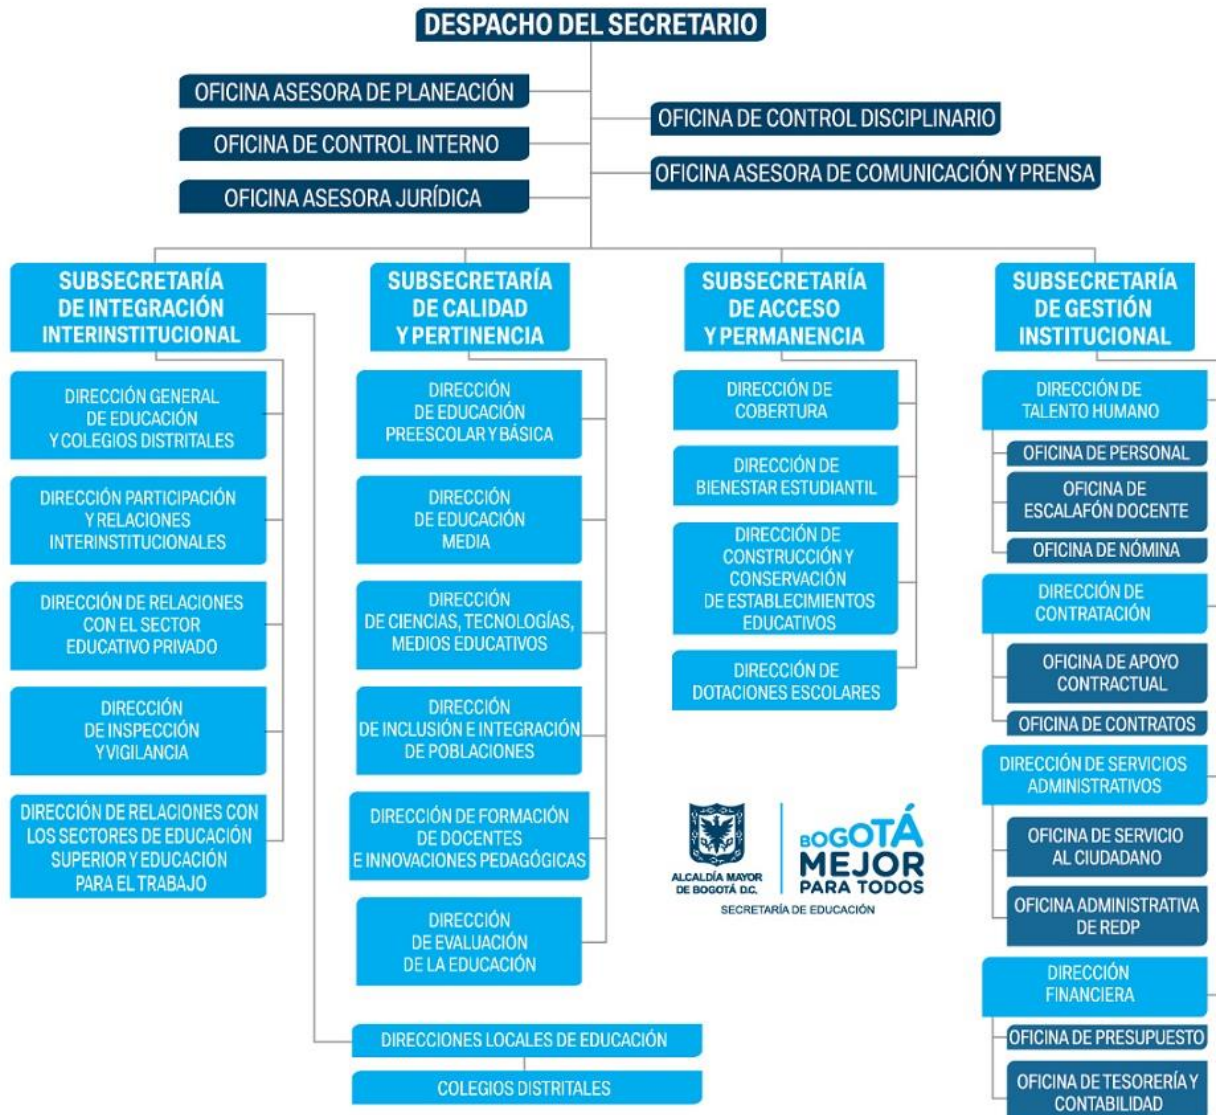 DESPACHO DEL SECRETARIO
OFICINA ASESORA DE PLANEACIÓN
OFICINA DE CONTROL DISCIPLINARIO
OFICINA DE CONTROL INTERNO
OFICINA ASESORA DE COMUNICACIÓN Y PRENSA
OFICINA ASESORA JURÍDICA
SUBSECRETARÍA
DE INTEGRACIÓN
INTERINSTITUCIONAL
DIRECCIÓN GENERAL
DE EDUCACIÓN
Y COLEGIOS DISTRITALES
DIRECCIÓN PARTICIPACIÓN
Y RELACIONES
INTERINSTITUCIONALES
DIRECCIÓN DE RELACIONES
CON EL SECTOR
EDUCATIVO PRIVADO
DIRECCIÓN
DE INSPECCIÓN
Y VIGILANCIA
DIRECCIÓN DE RELACIONES CON
LOS SECTORES DE EDUCACIÓN
SUPERIOR Y EDUCACIÓN
PARA EL TRABAJO
SUBSECRETARÍA
DE CALIDAD
Y PERTINENCIA
DIRECCIÓN
DE EDUCACIÓN
PREESCOLAR Y BÁSICA
DIRECCIÓN
DE EDUCACIÓN
MEDIA
DIRECCIÓN
DE CIENCIAS, TECNOLOGÍAS,
MEDIOS EDUCATIVOS
DIRECCIÓN
DE INCLUSIÓN E INTEGRACIÓN
DE POBLACIONES
DIRECCIÓN DE FORMACIÓN
DE DOCENTES
E INNOVACIONES PEDAGÓGICAS
DIRECCIÓN
DE EVALUACIÓN
DE LA EDUCACIÓN
DIRECCIONES LOCALES DE EDUCACIÓN
COLEGIOS DISTRITALES
SUBSECRETARÍA
DE ACCESO
Y PERMANENCIA
DIRECCIÓN DE
COBERTURA
DIRECCIÓN DE
BIENESTAR ESTUDIANTIL
DIRECCIÓN DE
CONSTRUCCIÓN Y
CONSERVACIÓN
DE ESTABLECIMIENTOS
EDUCATIVOS
DIRECCIÓN DE
DOTACIONES ESCOLARES
ALCALDÍA MAYOR
DE BOGOTÁ D.C.
BOGOTÁ
MEJOR
PARA TODOS
SECRETARÍA DE EDUCACIÓN
SUBSECRETARÍA
DE GESTIÓN
INSTITUCIONAL
DIRECCIÓN DE
TALENTO HUMANO
OFICINA DE PERSONAL
OFICINA DE
ESCALAFÓN DOCENTE
OFICINA DE NÓMINA
DIRECCIÓN DE
CONTRATACIÓN
OFICINA DE APOYO
CONTRACTUAL
OFICINA DE CONTRATOS
DIRECCIÓN DE SERVICIOS
ADMINISTRATIVOS
OFICINA DE SERVICIO
AL CIUDADANO
OFICINA ADMINISTRATIVA
DE REDP
DIRECCIÓN
FINANCIERA
OFICINA DE PRESUPUESTO
OFICINA DE TESORERÍA Y
CONTABILIDAD